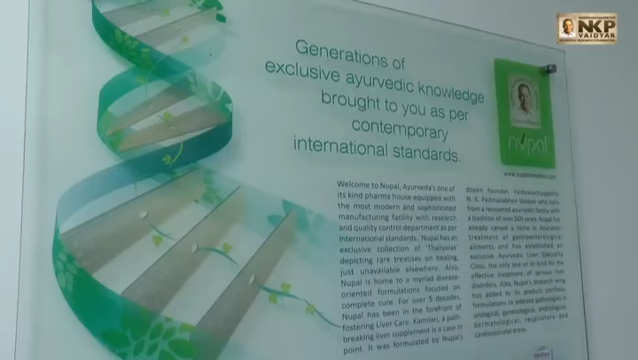 NKP
VAIDYAR
Generations of
exclusive ayurvedic knowledge
brought to you as per
contemporary
international standards.
nupal
Welcome to Nupal, Ayurveda's one of
its kind pharma house equipped with
the most modern and sophisticated
manufacturing facility with research
and quality control department as per
International standards. Nupal has an
exclusive collection of 'Thaliyolas'
depicting rare treatises on healing,
just unavailable elsewhere. Also,
Nupal is home to a myriad disease-
oriented formulations focused on
complete cure. For over 5 decades,
Nupal has been in the forefront of
fostering Liver Care, Kamilari, a path
breaking liver supplement is a case in
point. It was formulated by Nupal's
doyen founder, Vaidyavachaspathy
N. K. Padmanabhan Vaidyar who hails
from a renowned ayurvedic family with
a tradition of over 500 years. Nupal has
already carved a niche in Ayurvedic
treatment of gastroenterological
ailments and has established an
exclusive Ayurveda Liver Speciality
Clinic, the only one of its kind for the
effective treatment of various liver
disorders. Also, Nupal's research wing
has added to its product portfolio,
formulations to address pathologies in
urological, gynecological,
dermatological, respiratory and
cardiovascular areas.